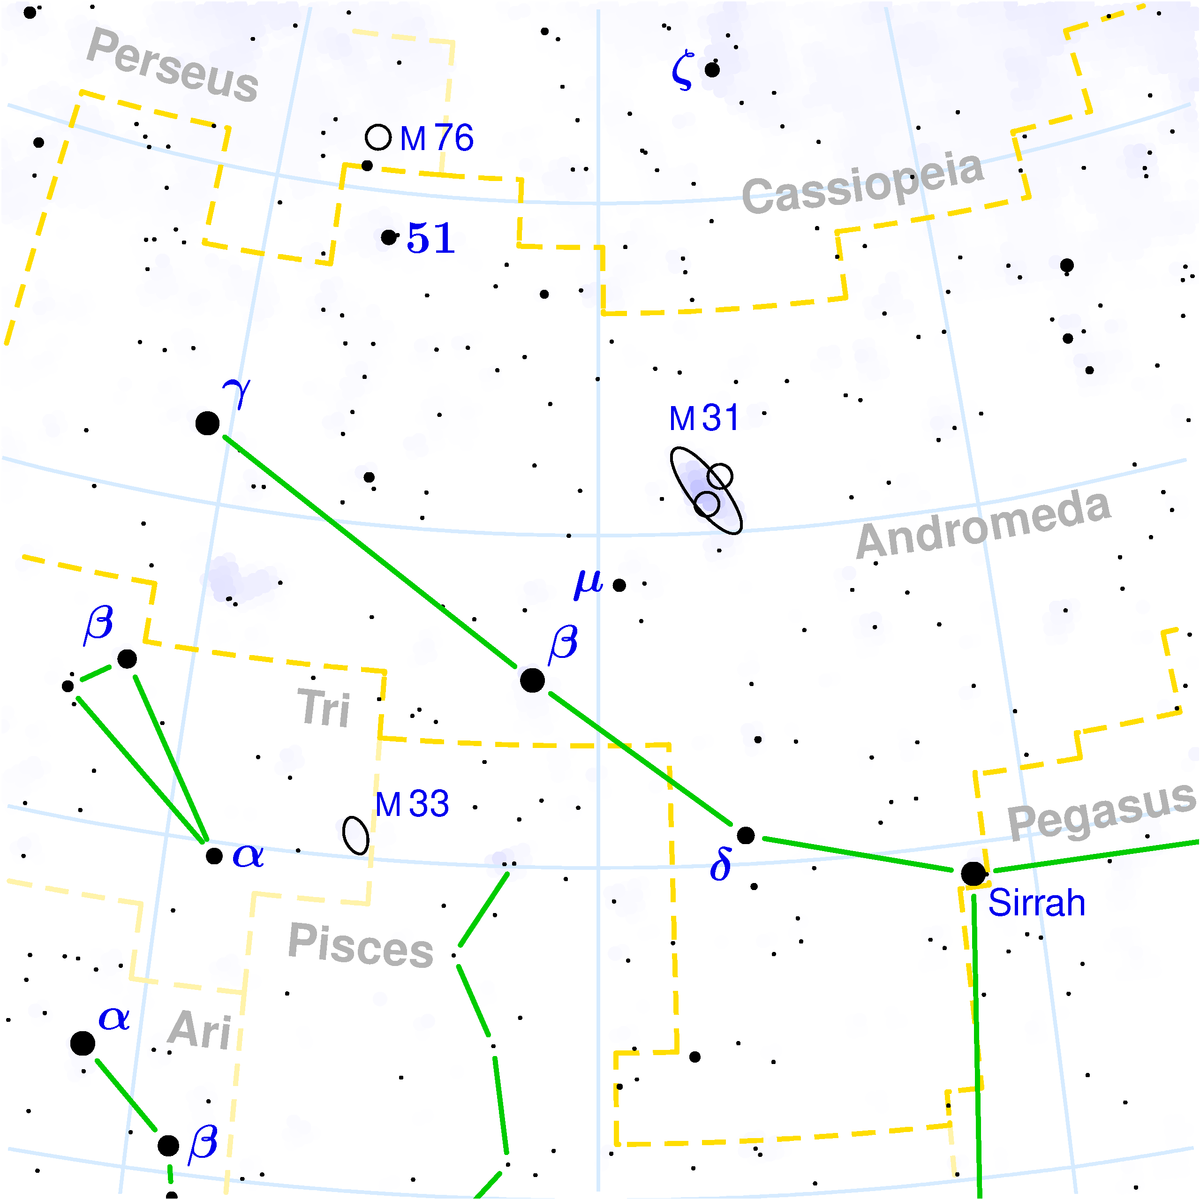 Perseus
ζ
M 76
Cassiopeia
51
γ
M 31
Andromeda
μ
β
β
Tri
M 33
Pegasus
α
δ
Sirrah
Pisces
α
Ari
β